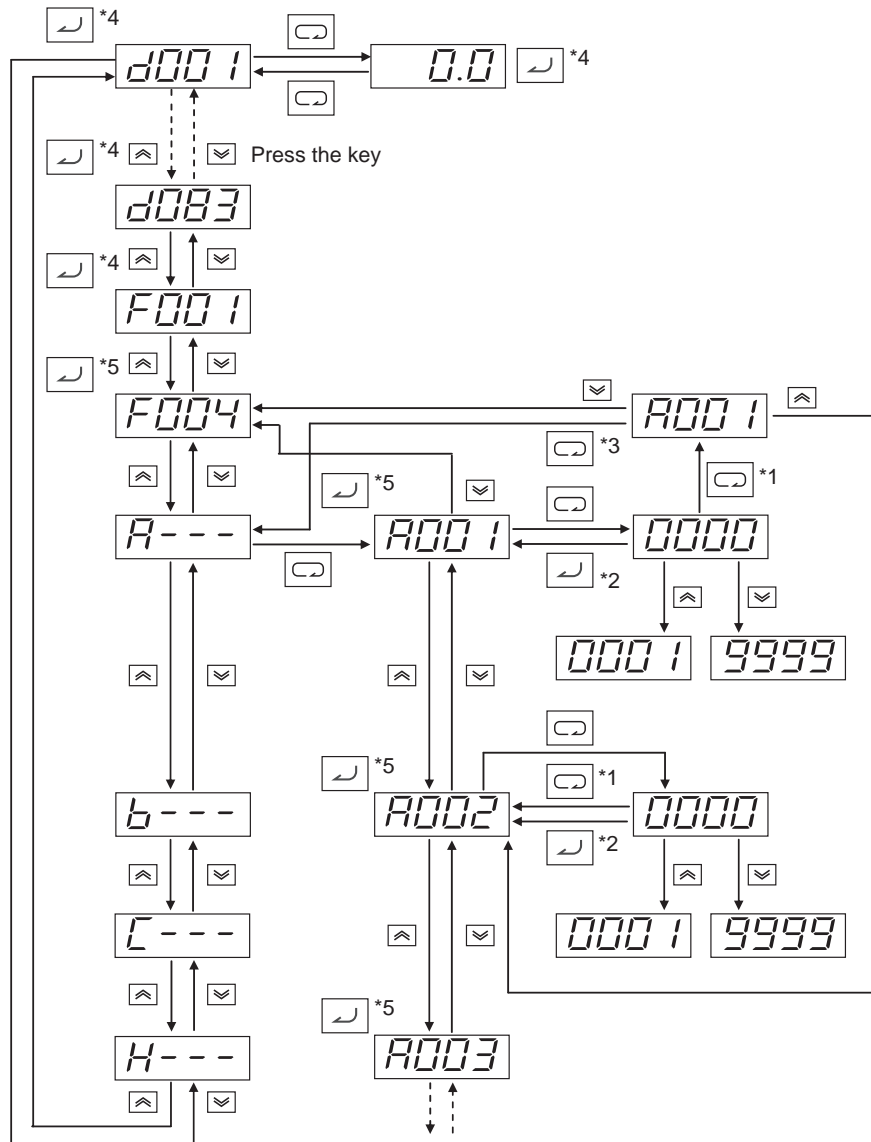 *4
d001
0.0
*4
*4
Press the key
d083
*4
F001
*5
F004
A001
*3
*1
*5
A---
A001
0000
*2
0001
9999
*5
*1
b---
A002
0000
*2
C---
0001
9999
*5
H---
A003